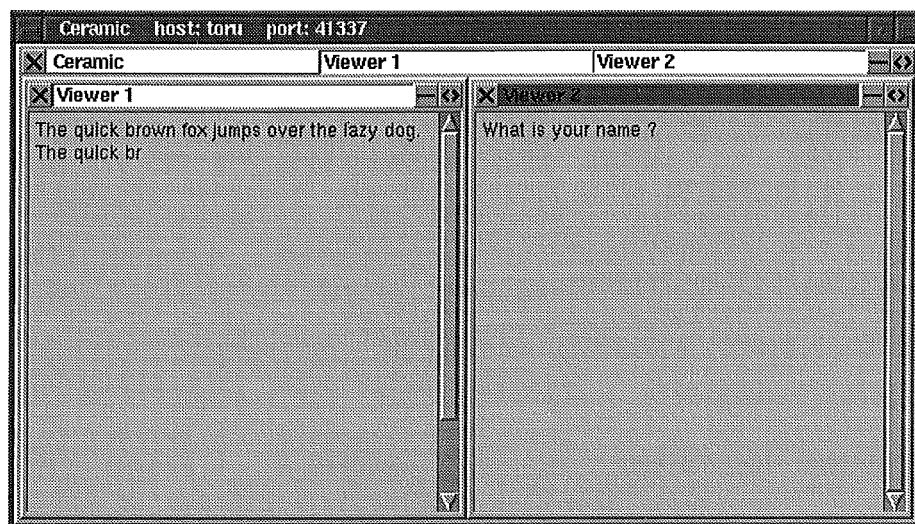 Ceramic host: toru port: 41337
Ceramic Viewer 1 Viewer 2
Viewer 1
The quick brown fox jumps over the lazy dog.
The quick br
Viewer 2
What is your name ?